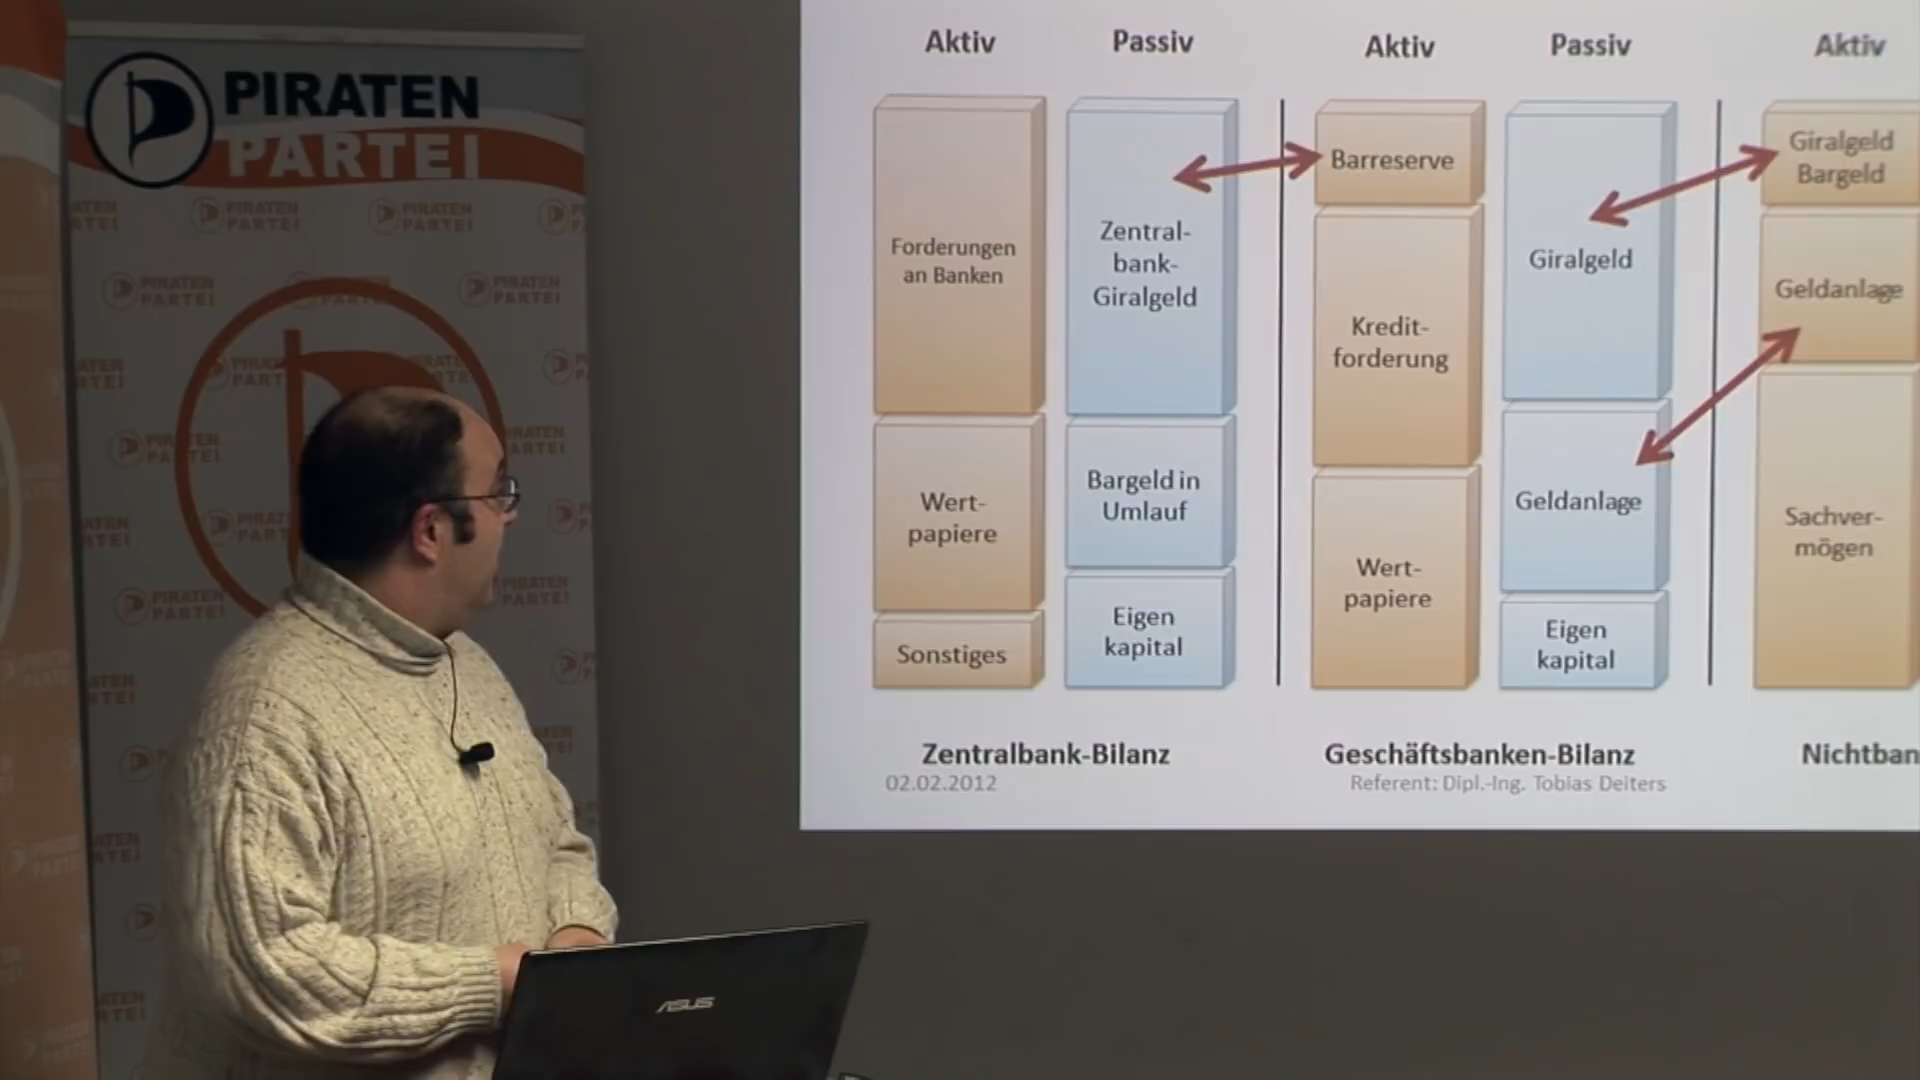 PIRATEN
PARTEI
Aktiv
Passiv
Aktiv
Passiv
Aktiv
Forderungen
an Banken
Wert-
papiere
Sonstiges
Zentral-
bank-
Giralgeld
Bargeld in
Umlauf
Eigen
kapital
Barreserve
Kredit-
forderung
Wert-
papiere
Giralgeld
Geldanlage
Eigen
kapital
Giralgeld
Bargeld
Geldanlage
Sachver-
mögen
Zentralbank-Bilanz
Geschäftsbanken-Bilanz
Nichtban
02.02.2012
Referent: Dipl.-Ing. Tobias Deiters
ASUS